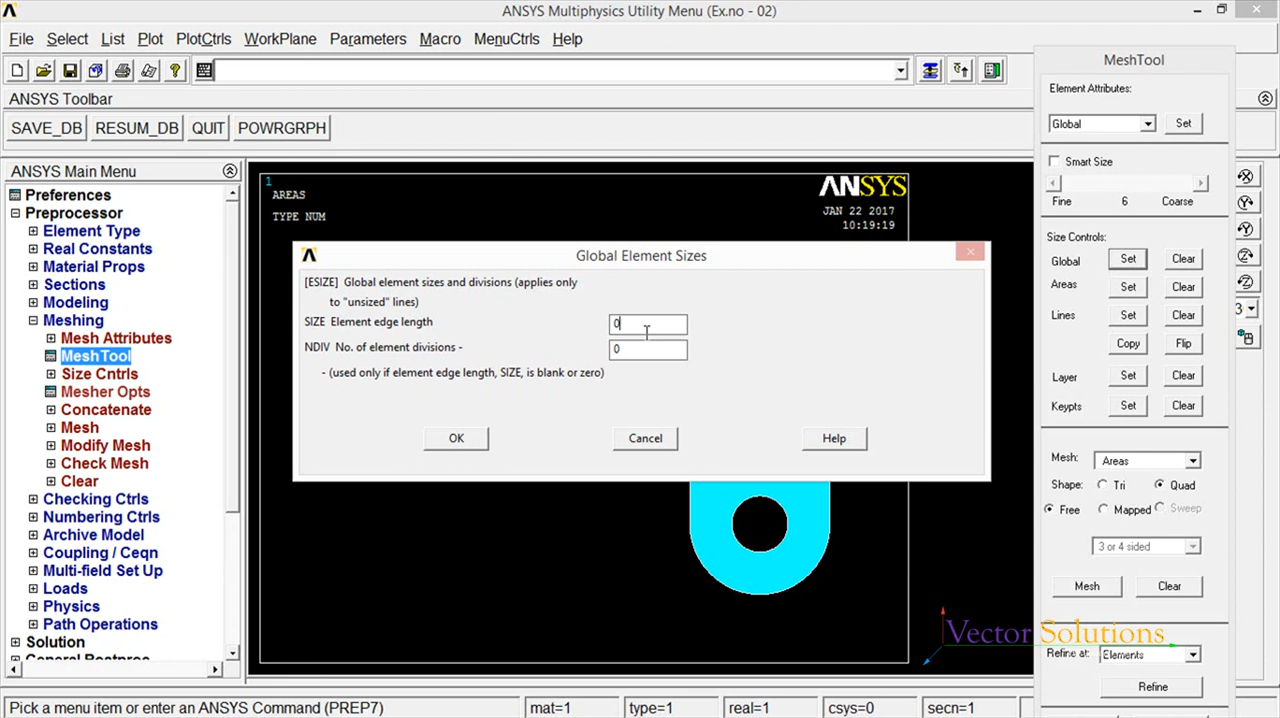 ANSYS Multiphysics Utility Menu (Ex.no - 02)
File Select List Plot PlotCtrls WorkPlane Parameters Macro MenuCtrls Help
ANSYS Toolbar
SAVE_DB RESUM_DB QUIT POWRGRPH
ANSYS Main Menu
Preferences
Preprocessor
Element Type
Real Constants
Material Props
Sections
Modeling
Meshing
Mesh Attributes
MeshTool
Size Cntrls
Mesher Opts
Concatenate
Mesh
Modify Mesh
Check Mesh
Clear
Checking Ctrls
Numbering Ctrls
Archive Model
Coupling / Ceqn
Multi-field Set Up
Loads
Physics
Path Operations
Solution
General Postproc
1
AREAS
TYPE NUM
ANSYS
JAN 22 2017
10:19:19
Global Element Sizes
[ESIZE] Global element sizes and divisions (applies only
to "unsized" lines)
SIZE Element edge length 0
NDIV No. of element divisions - 0
- (used only if element edge length, SIZE, is blank or zero)
OK Cancel Help
MeshTool
Element Attributes:
Global Set
Smart Size
Fine 6 Coarse
Size Controls:
Global Set Clear
Areas Set Clear
Lines Set Clear
Copy Flip
Layer Set Clear
Keypts Set Clear
Mesh: Areas
Shape: Tri Quad
Free Mapped Sweep
3 or 4 sided
Mesh Clear
Refine at: Elements
Refine
3
Vector Solutions
Pick a menu item or enter an ANSYS Command (PREP7) mat=1 type=1 real=1 csys=0 secn=1